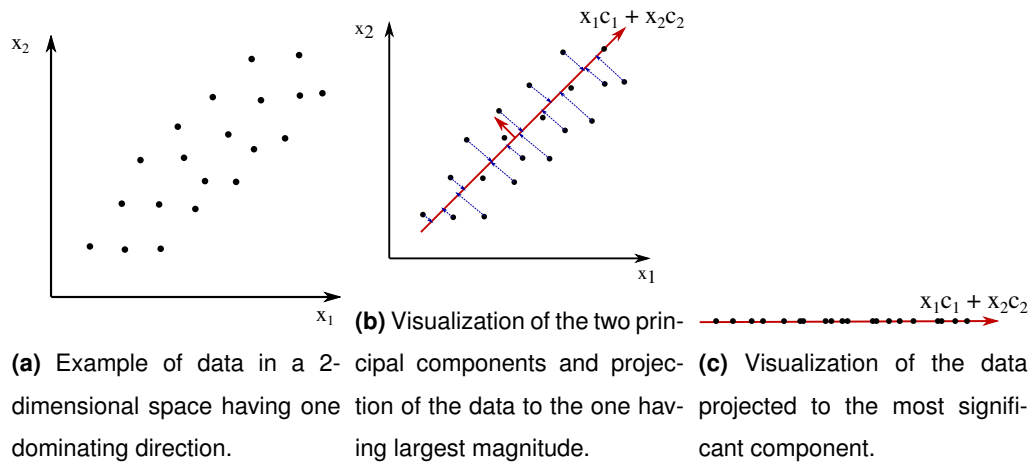 x2
x1
(a) Example of data in a 2-
dimensional space having one
dominating direction.
x1c1 + x2c2
x2
x1
(b) Visualization of the two prin-
cipal components and projec-
tion of the data to the one hav-
ing largest magnitude.
x1c1 + x2c2
(c) Visualization of the data
projected to the most signifi-
cant component.